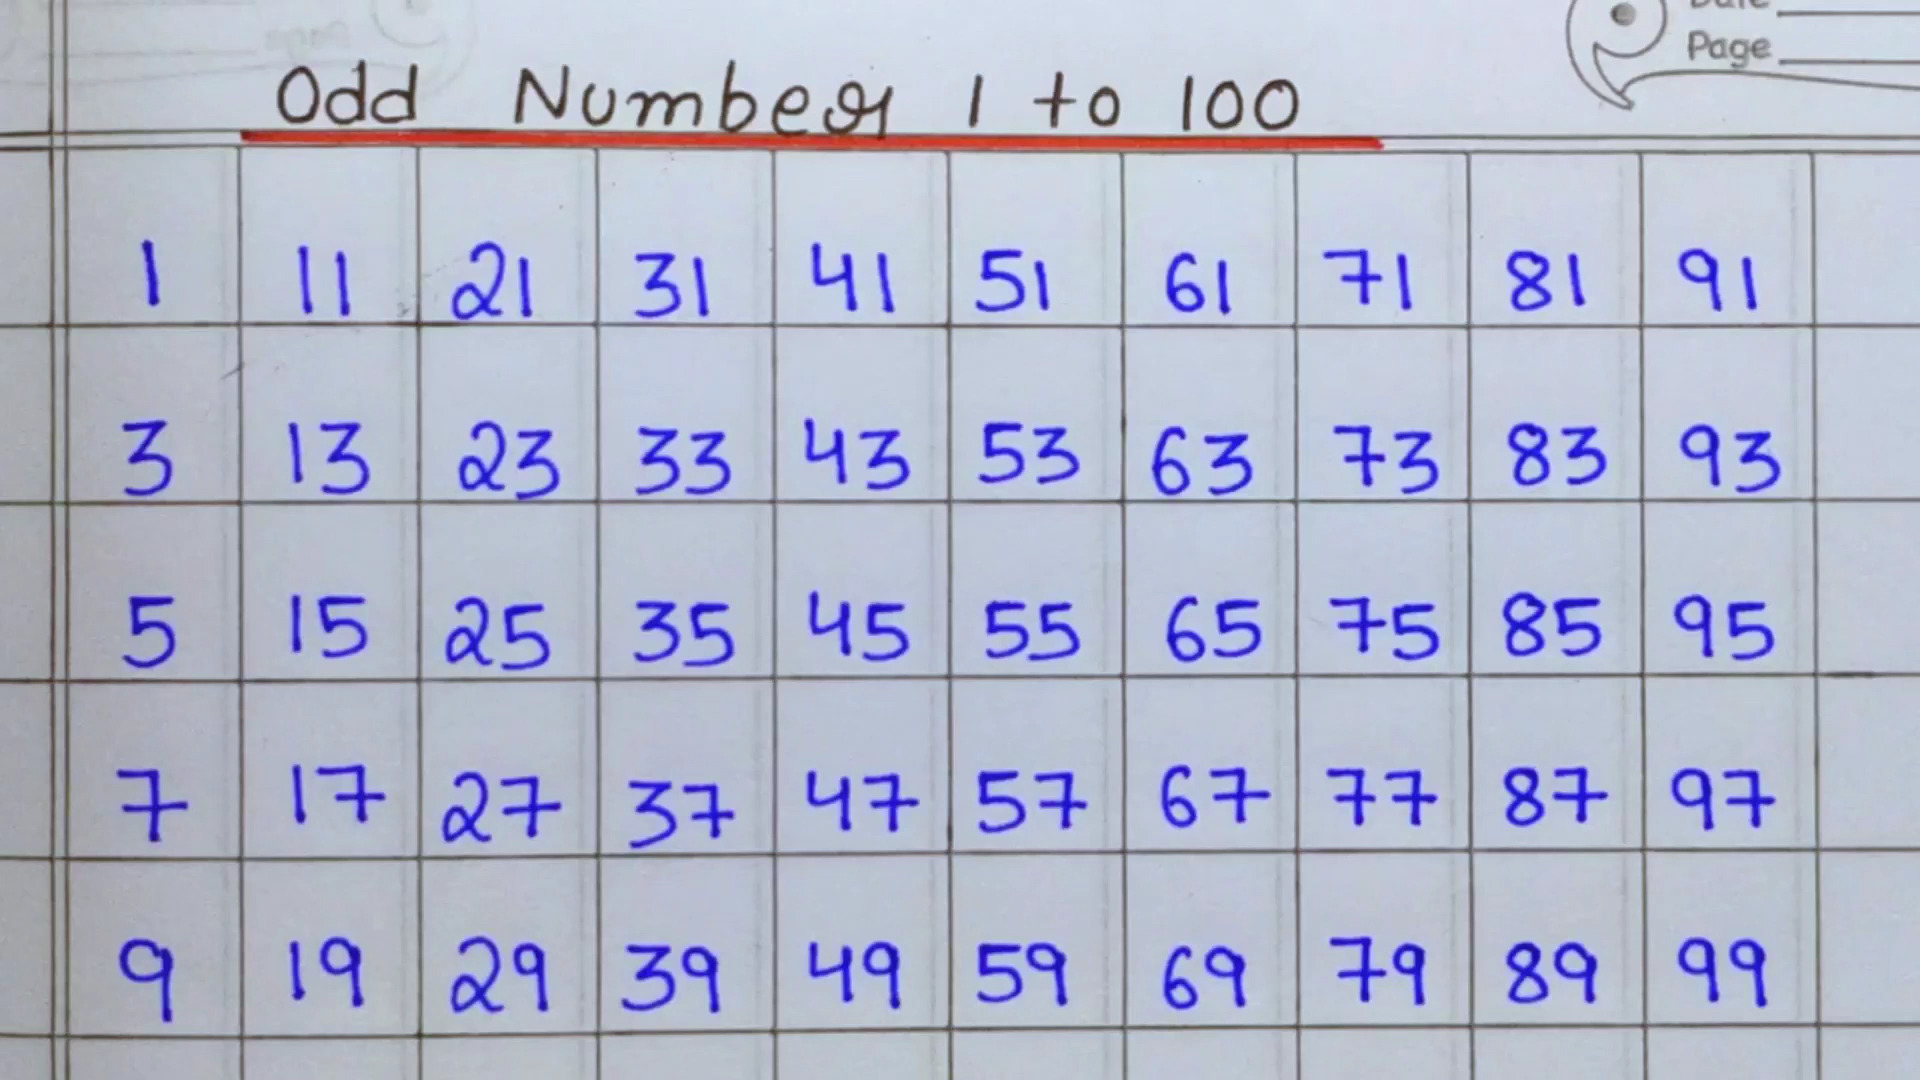 Date
Page
Odd Number 1 to 100
1 11 21 31 41 51 61 71 81 91
3 13 23 33 43 53 63 73 83 93
5 15 25 35 45 55 65 75 85 95
7 17 27 37 47 57 67 77 87 97
9 19 29 39 49 59 69 79 89 99